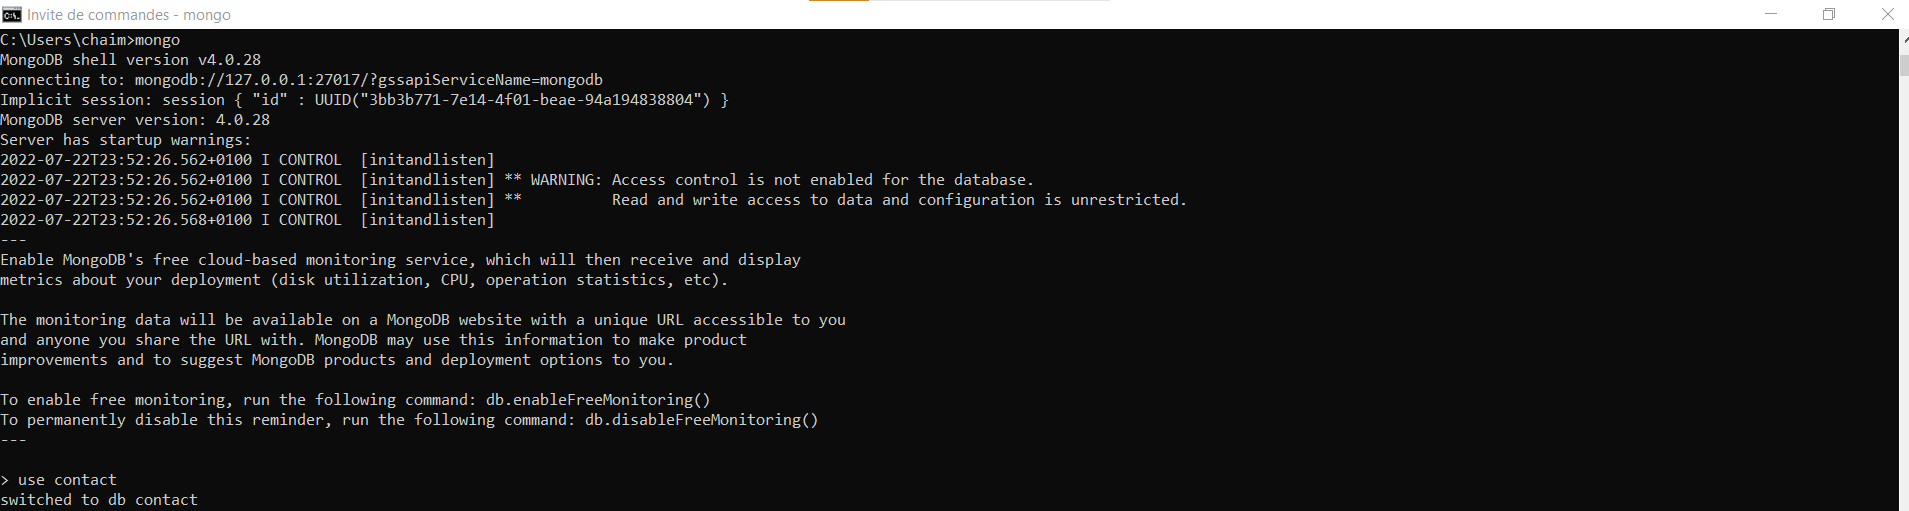 Invite de commandes - mongo
C:\Users\chaim>mongo
MongoDB shell version v4.0.28
connecting to: mongodb://127.0.0.1:27017/?gssapiServiceName=mongodb
Implicit session: session { "id" : UUID("3bb3b771-7e14-4f01-beae-94a194838804") }
MongoDB server version: 4.0.28
Server has startup warnings:
2022-07-22T23:52:26.562+0100 I CONTROL  [initandlisten]
2022-07-22T23:52:26.562+0100 I CONTROL  [initandlisten] ** WARNING: Access control is not enabled for the database.
2022-07-22T23:52:26.562+0100 I CONTROL  [initandlisten] **          Read and write access to data and configuration is unrestricted.
2022-07-22T23:52:26.568+0100 I CONTROL  [initandlisten]
---
Enable MongoDB's free cloud-based monitoring service, which will then receive and display
metrics about your deployment (disk utilization, CPU, operation statistics, etc).

The monitoring data will be available on a MongoDB website with a unique URL accessible to you
and anyone you share the URL with. MongoDB may use this information to make product
improvements and to suggest MongoDB products and deployment options to you.

To enable free monitoring, run the following command: db.enableFreeMonitoring()
To permanently disable this reminder, run the following command: db.disableFreeMonitoring()
---

> use contact
switched to db contact